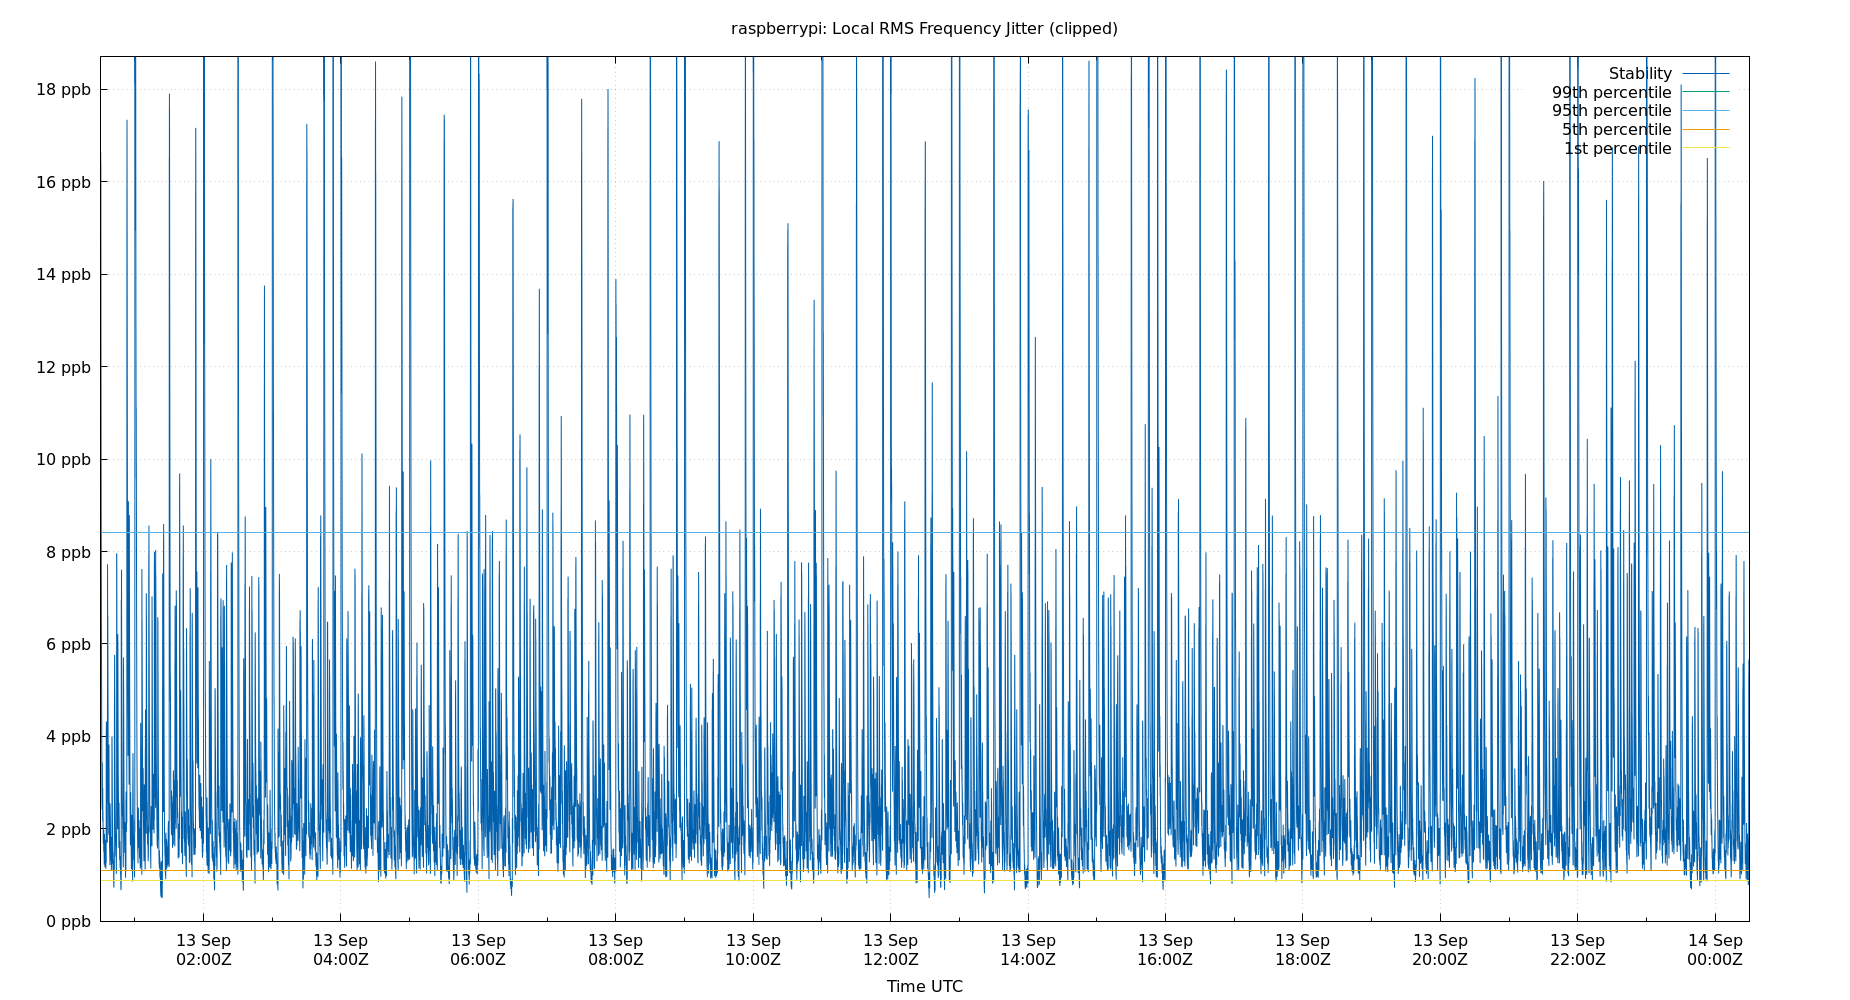 raspberrypi: Local RMS Frequency Jitter (clipped)
18 ppb
16 ppb
14 ppb
12 ppb
10 ppb
8 ppb
6 ppb
4 ppb
2 ppb
0 ppb
Stability
99th percentile
95th percentile
5th percentile
1st percentile
13 Sep 13 Sep 13 Sep 13 Sep 13 Sep 13 Sep 13 Sep 13 Sep 13 Sep 13 Sep 13 Sep 14 Sep
02:00Z 04:00Z 06:00Z 08:00Z 10:00Z 12:00Z 14:00Z 16:00Z 18:00Z 20:00Z 22:00Z 00:00Z
Time UTC